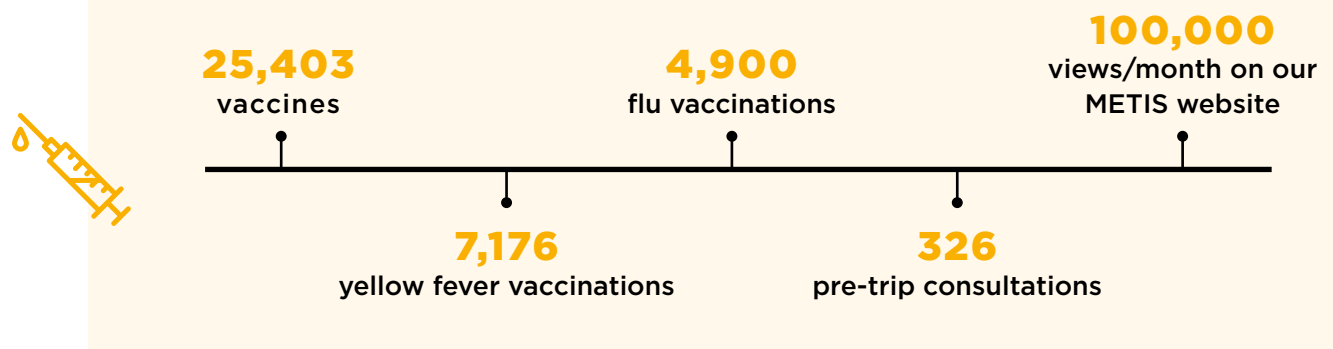 25,403
vaccines
7,176
yellow fever vaccinations
4,900
flu vaccinations
326
pre-trip consultations
100,000
views/month on our
METIS website